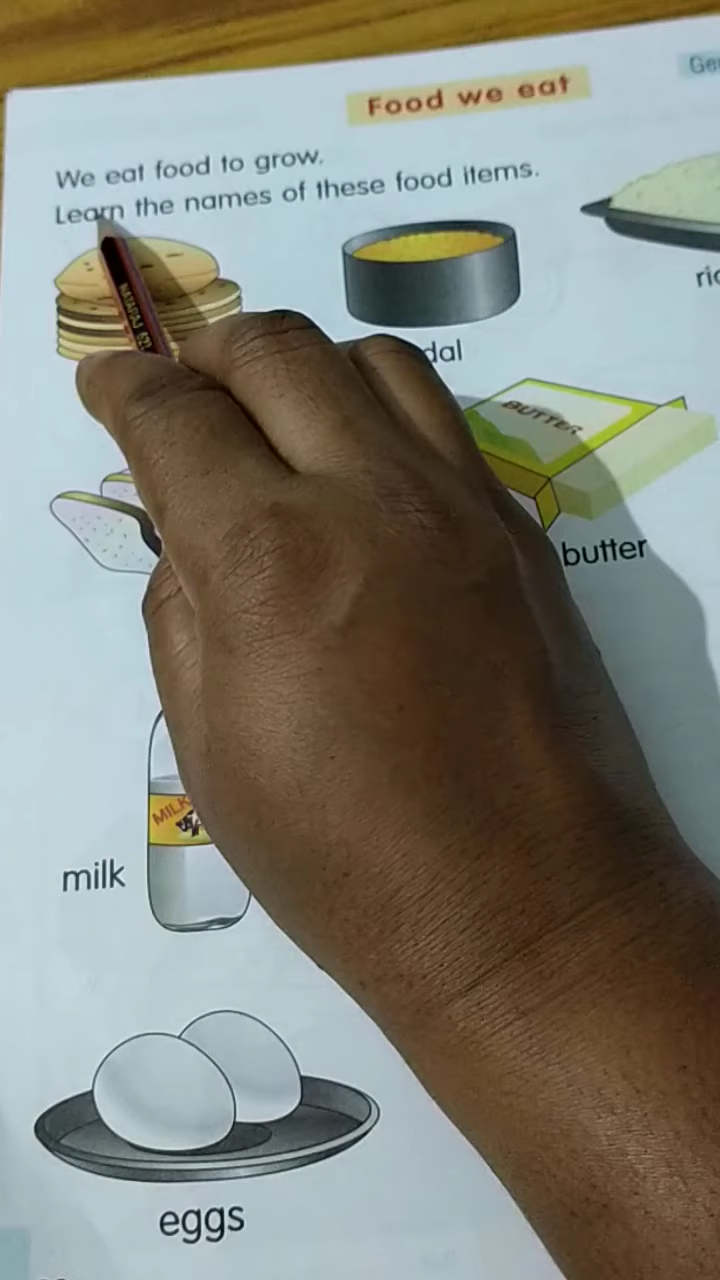 Food we eat
We eat food to grow.
Learn the names of these food items.
NATARAJ
dal
BUTTER
butter
MILK
milk
eggs